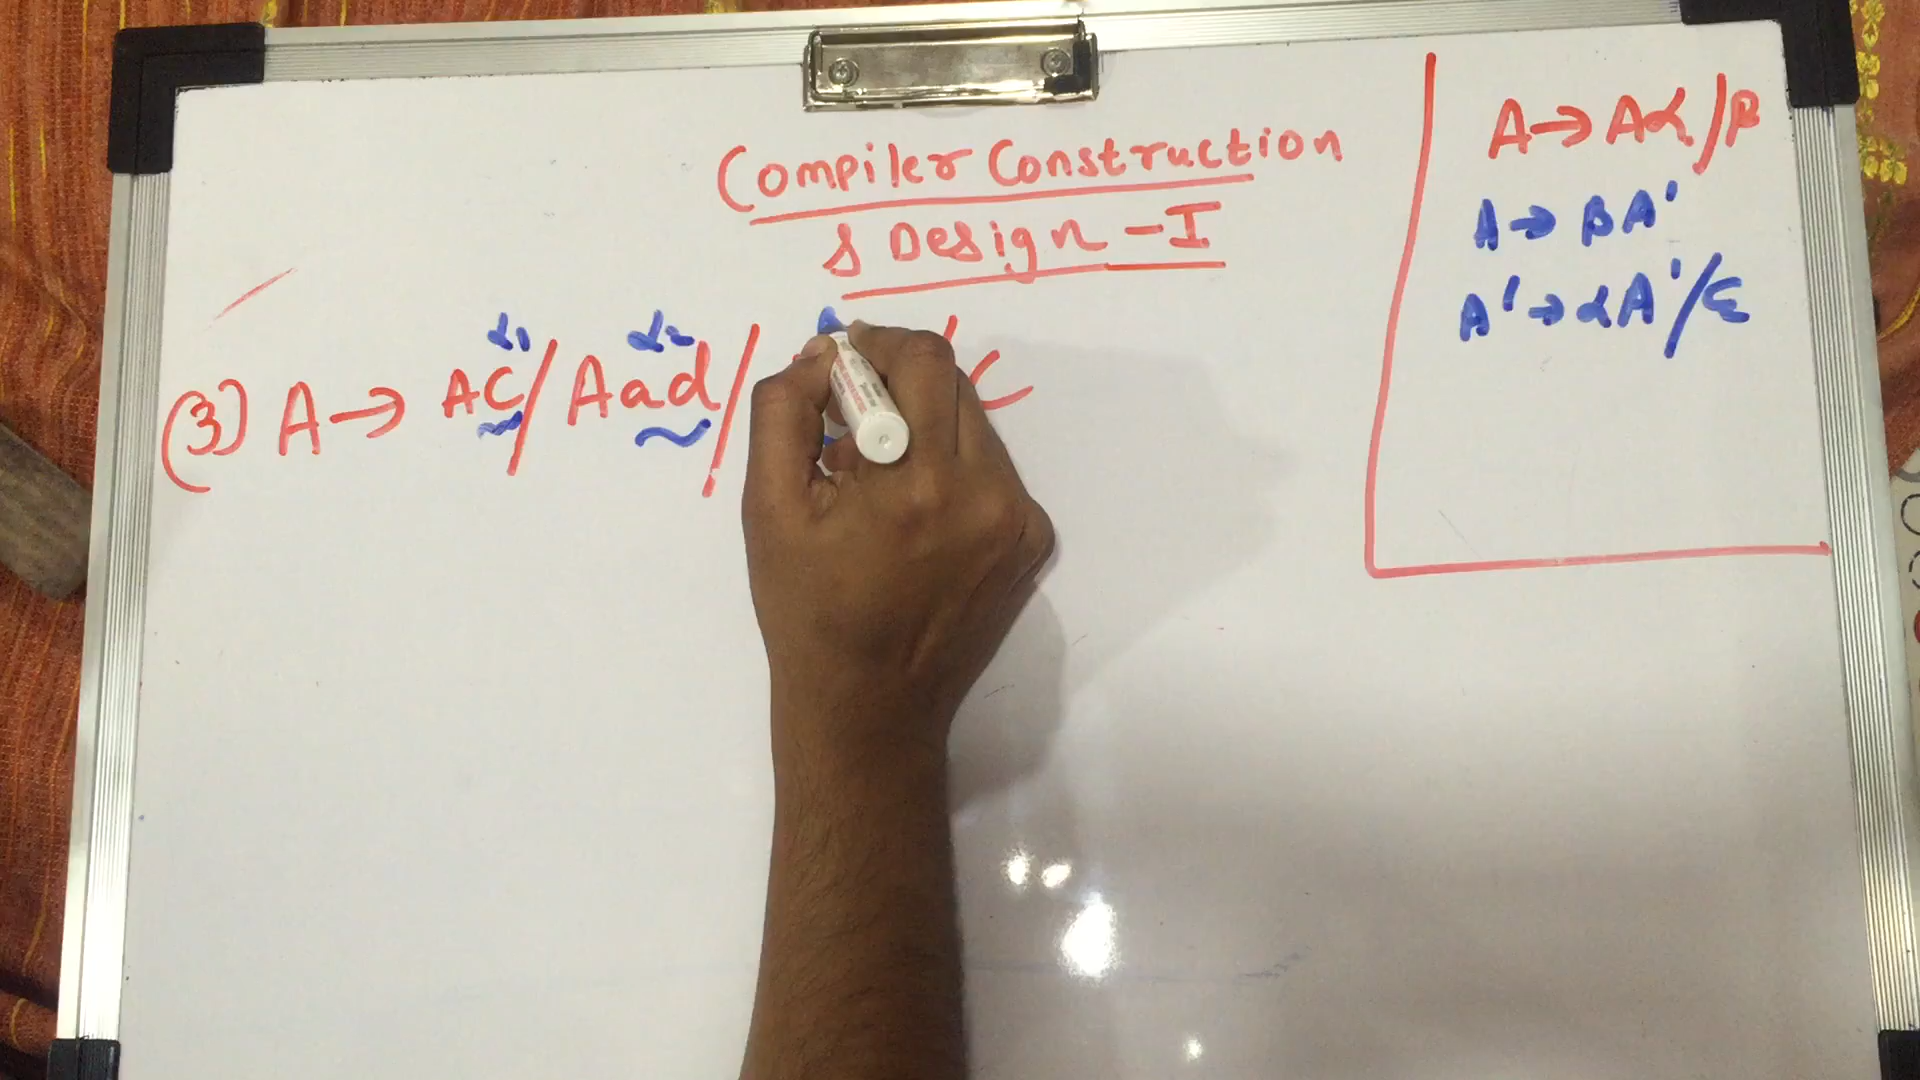 Compiler Construction
& Design - I
A → Aα / β
A → βA'
A' → αA' / ε
α1 α2
(3) A → AC / Aad / / c